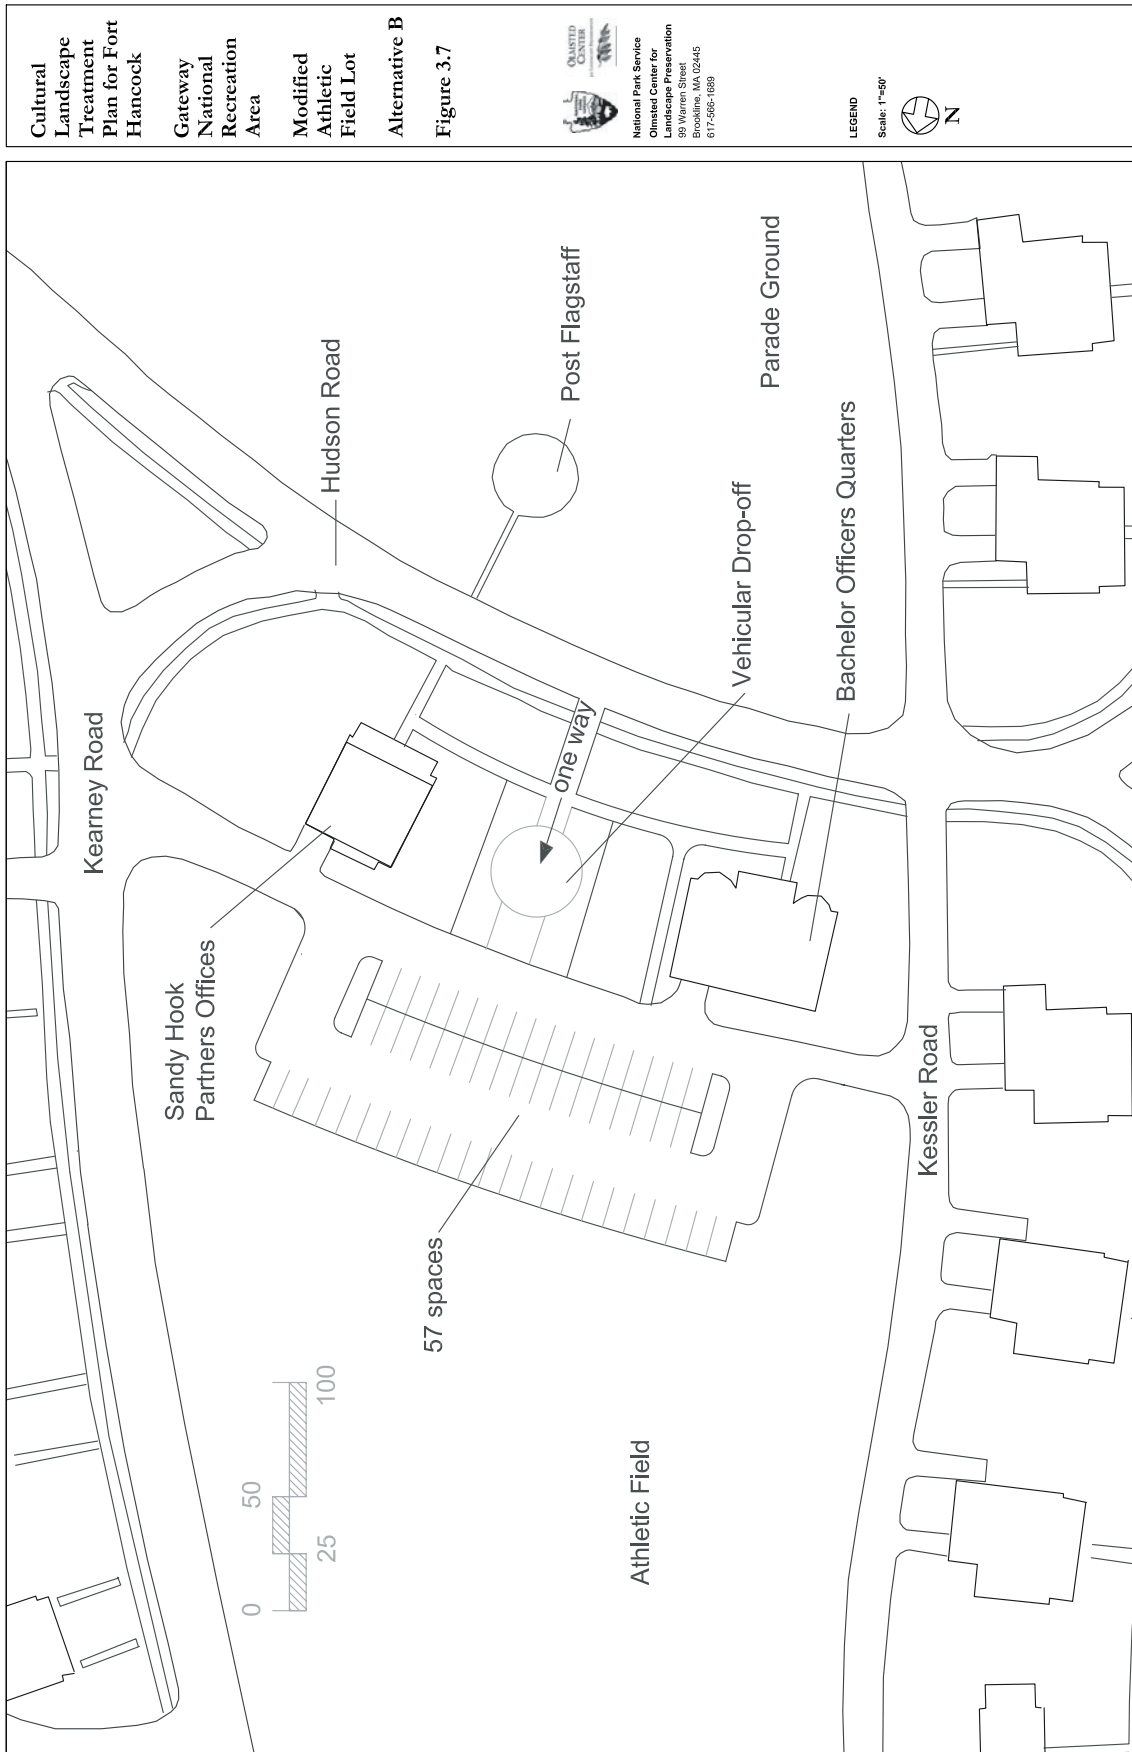 Cultural
Landscape
Treatment
Plan for Fort
Hancock
Gateway
National
Recreation
Area
Modified
Athletic
Field Lot
Alternative B
Figure 3.7
OLMSTED
CENTER
National Park Service
Olmsted Center for
Landscape Preservation
99 Warren Street
Brookline, MA 02445
617-566-1689
LEGEND
Scale: 1"=50'
N
Kearney Road
Hudson Road
Post Flagstaff
Parade Ground
Vehicular Drop-off
Bachelor Officers Quarters
one way
Sandy Hook
Partners Offices
57 spaces
Kessler Road
Athletic Field
0
50
25
100